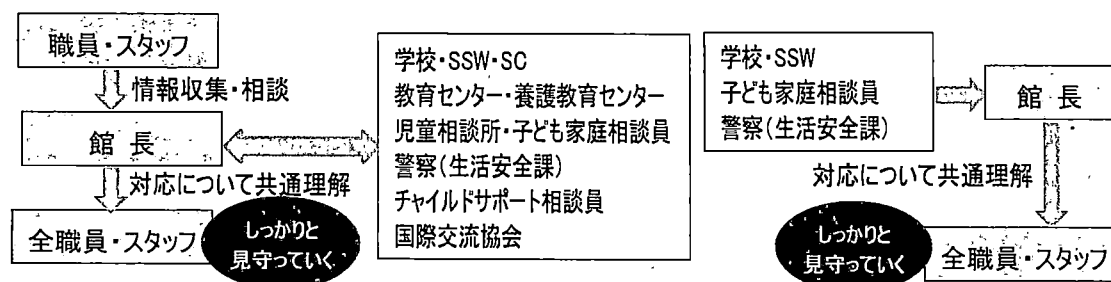 職員・スタッフ
情報収集・相談
館 長
対応について共通理解
全職員・スタッフ
しっかりと
見守っていく
学校・SSW・SC
教育センター・養護教育センター
児童相談所・子ども家庭相談員
警察(生活安全課)
チャイルドサポート相談員
国際交流協会
学校・SSW
子ども家庭相談員
警察(生活安全課)
館 長
対応について共通理解
しっかりと
見守っていく
全職員・スタッフ